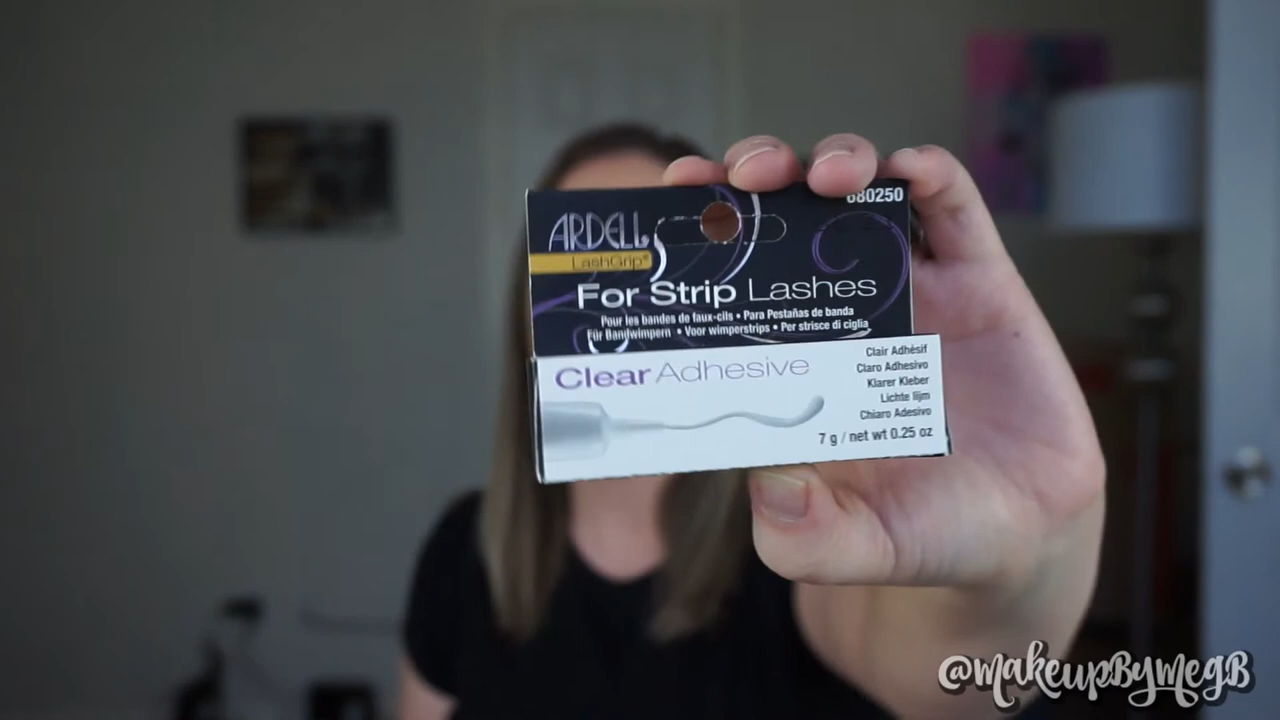 680250
ARDELL
LashGrip®
For Strip Lashes
Pour les bandes de faux-cils • Para Pestañas de banda
Für Bandwimpern • Voor wimperstrips • Per strisce di ciglia
Clear Adhesive
Clair Adhésif
Claro Adhesivo
Klarer Kleber
Lichte lijm
Chiaro Adesivo
7 g / net wt 0.25 oz
@makeupBymegB